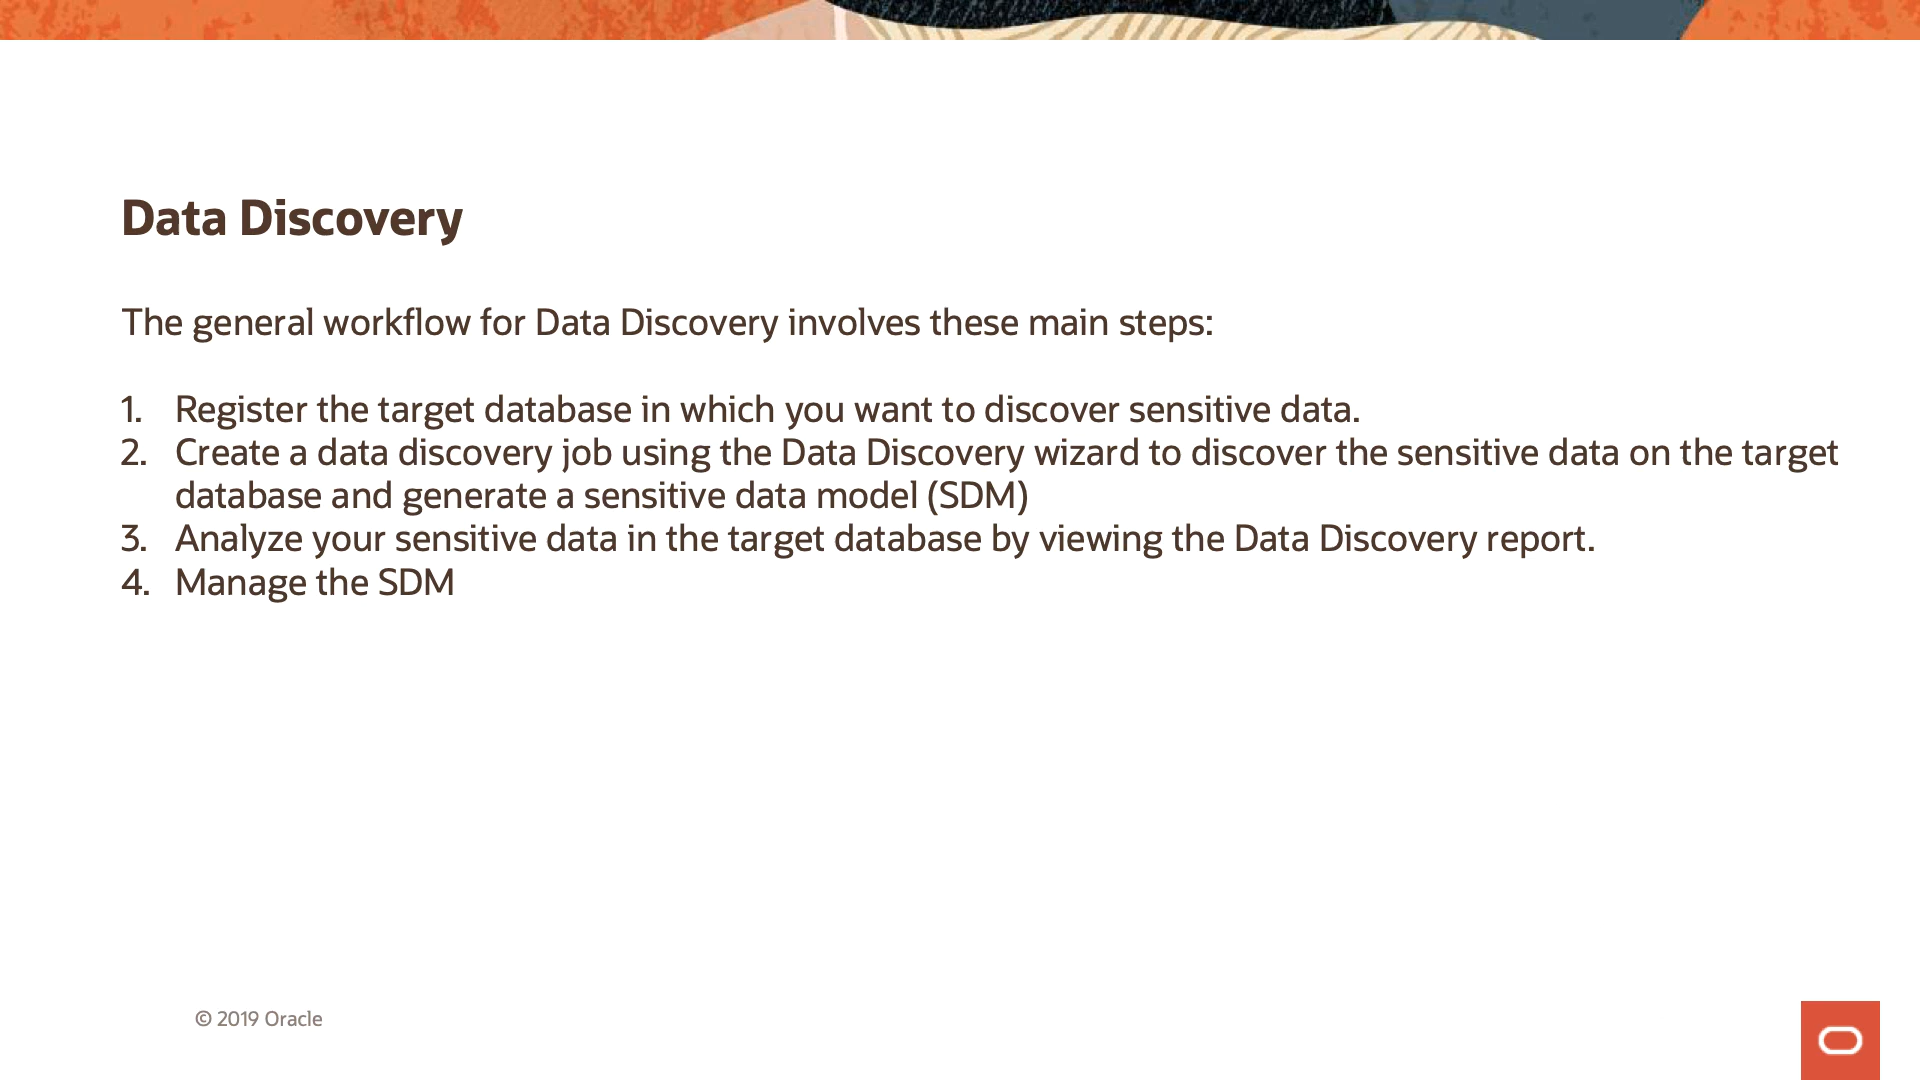 Data Discovery
The general workflow for Data Discovery involves these main steps:
1. Register the target database in which you want to discover sensitive data.
2. Create a data discovery job using the Data Discovery wizard to discover the sensitive data on the target
database and generate a sensitive data model (SDM)
3. Analyze your sensitive data in the target database by viewing the Data Discovery report.
4. Manage the SDM
© 2019 Oracle